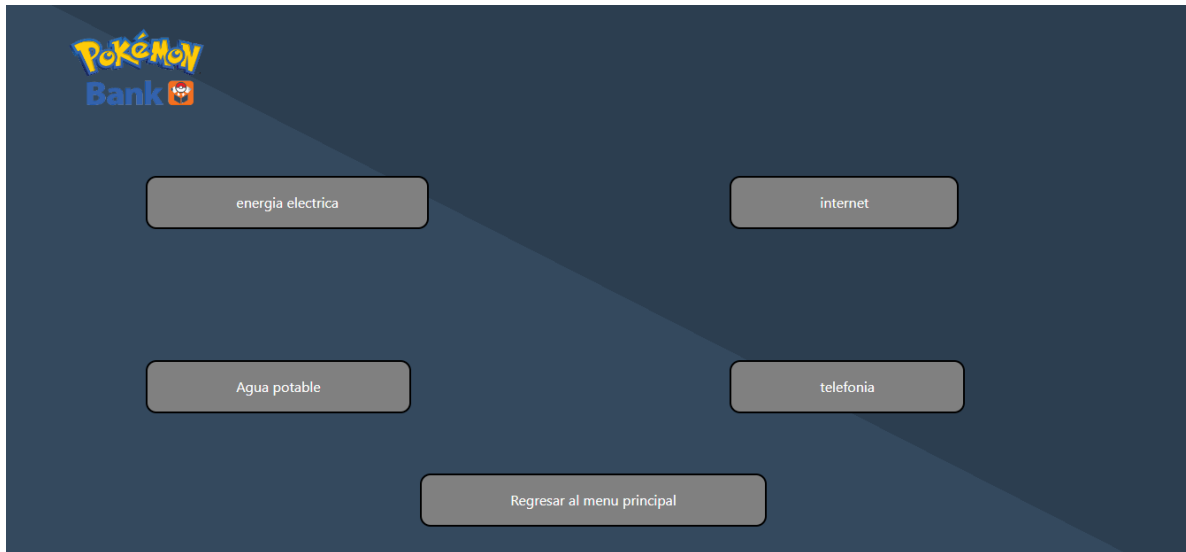 POKéMON
Bank
energia electrica
internet
Agua potable
telefonia
Regresar al menu principal